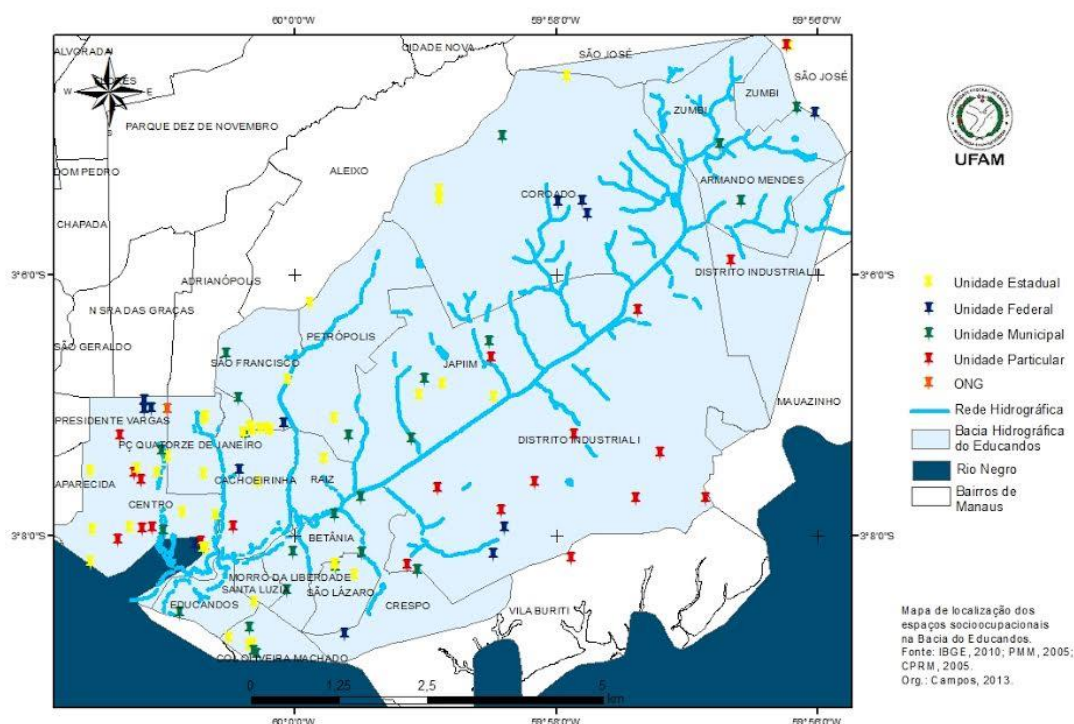 60°0'0"W
59°58'0"W
59°56'0"W
ALVORADA I
CIDADE NOVA
SÃO JOSÉ
SÃO JOSÉ
W
E
S
ZUMBI
ZUMBI
PARQUE DEZ DE NOVEMBRO
DOM PEDRO
ALEIXO
ARMANDO MENDES
COROADO
CHAPADA
3°6'0"S
3°6'0"S
DISTRITO INDUSTRIAL II
ADRIANÓPOLIS
N SRA DAS GRAÇAS
PETRÓPOLIS
SÃO GERALDO
SÃO FRANCISCO
JAPIIM
MAUAZINHO
PRESIDENTE VARGAS
PÇ QUATORZE DE JANEIRO
DISTRITO INDUSTRIAL I
APARECIDA
CACHOEIRINHA
RAIZ
CENTRO
3°8'0"S
3°8'0"S
BETÂNIA
MORRO DA LIBERDADE
SANTA LUZIA
SÃO LÁZARO
EDUCANDOS
CRESPO
VILA BURITI
COL OLIVEIRA MACHADO
0
1,25
2,5
5
km
60°0'0"W
59°58'0"W
59°56'0"W
UNIVERSIDADE FEDERAL DO AMAZONAS
UFAM
Unidade Estadual
Unidade Federal
Unidade Municipal
Unidade Particular
ONG
Rede Hidrográfica
Bacia Hidrográfica
do Educandos
Rio Negro
Bairros de
Manaus
Mapa de localização dos
espaços socioocupacionais
na Bacia do Educandos.
Fonte: IBGE, 2010; PMM, 2005;
CPRM, 2005.
Org.: Campos, 2013.